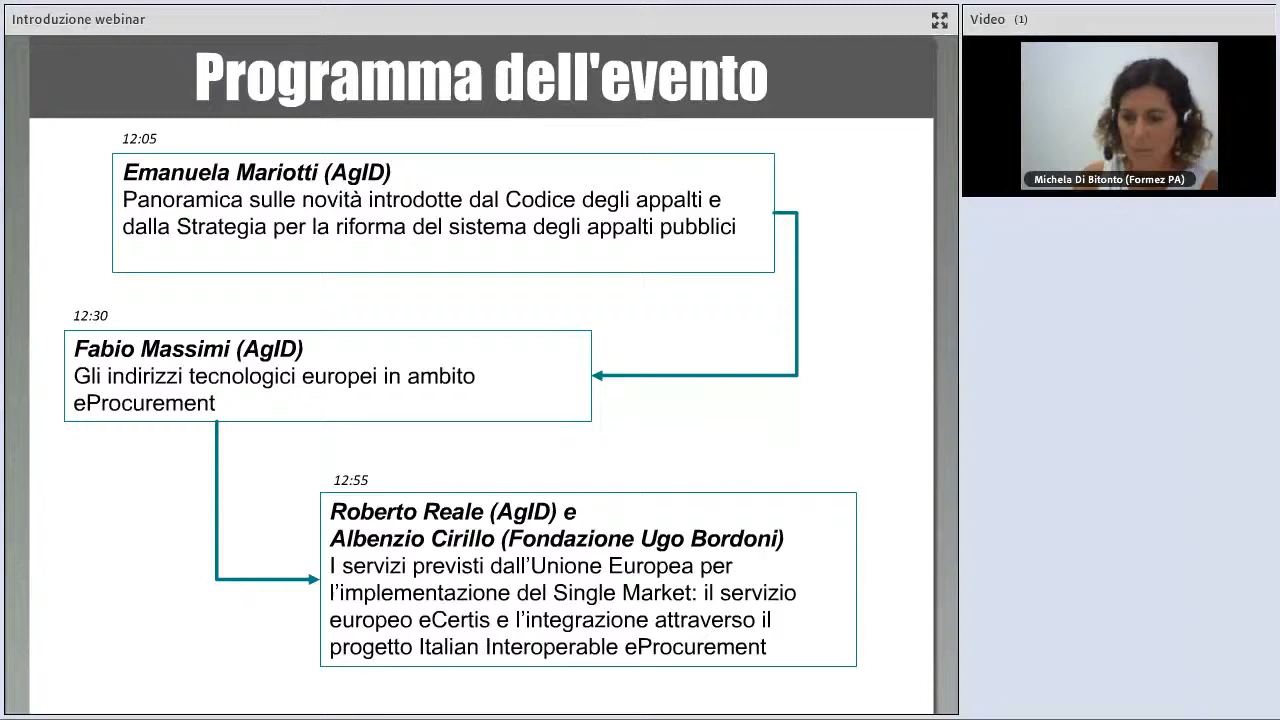 Introduzione webinar
Video (1)
Programma dell'evento
Michela Di Bitonto (Formez PA)
12:05
Emanuela Mariotti (AgID)
Panoramica sulle novità introdotte dal Codice degli appalti e
dalla Strategia per la riforma del sistema degli appalti pubblici
12:30
Fabio Massimi (AgID)
Gli indirizzi tecnologici europei in ambito
eProcurement
12:55
Roberto Reale (AgID) e
Albenzio Cirillo (Fondazione Ugo Bordoni)
I servizi previsti dall’Unione Europea per
l’implementazione del Single Market: il servizio
europeo eCertis e l’integrazione attraverso il
progetto Italian Interoperable eProcurement